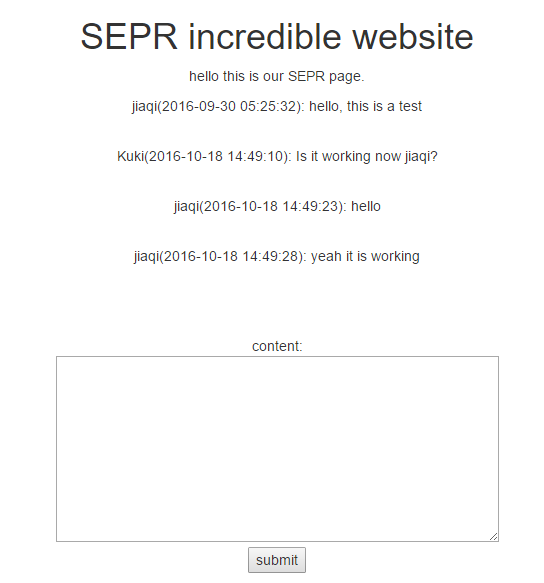 SEPR incredible website
hello this is our SEPR page.
jiaqi(2016-09-30 05:25:32): hello, this is a test
Kuki(2016-10-18 14:49:10): Is it working now jiaqi?
jiaqi(2016-10-18 14:49:23): hello
jiaqi(2016-10-18 14:49:28): yeah it is working
content:
submit